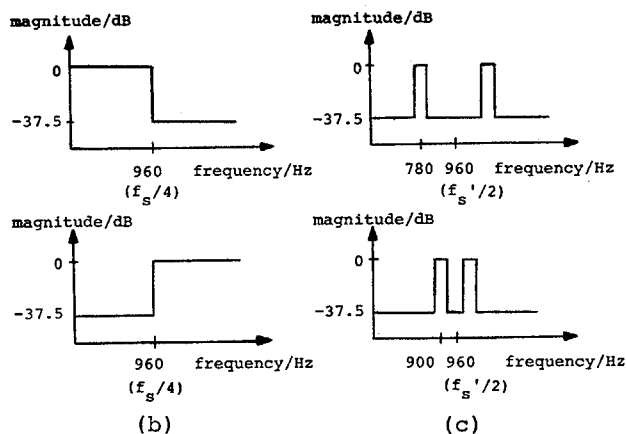 magnitude/dB
0
-37.5
960 frequency/Hz
(fs/4)
magnitude/dB
0
-37.5
780 960 frequency/Hz
(fs'/2)
magnitude/dB
0
-37.5
960 frequency/Hz
(fs/4)
(b)
magnitude/dB
0
-37.5
900 960 frequency/Hz
(fs'/2)
(c)